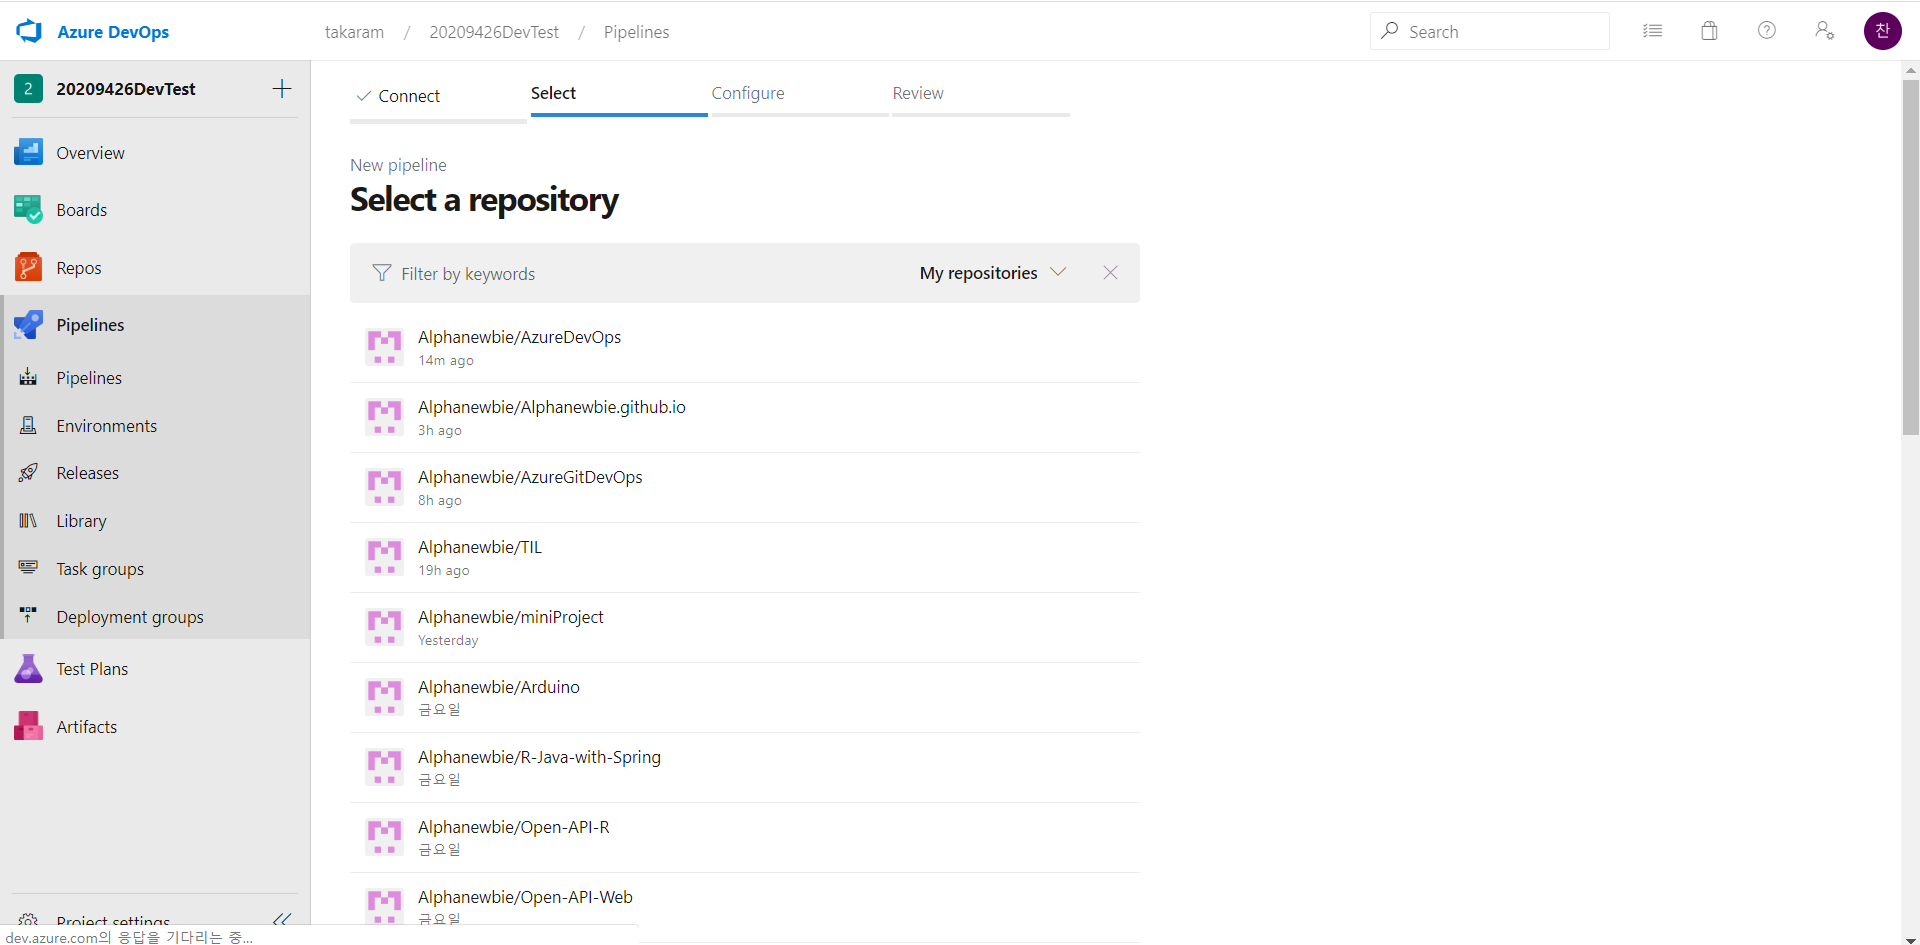 Azure DevOps
takaram / 20209426DevTest / Pipelines
Search
찬
2 20209426DevTest
Overview
Boards
Repos
Pipelines
Pipelines
Environments
Releases
Library
Task groups
Deployment groups
Test Plans
Artifacts
Project settings
dev.azure.com의 응답을 기다리는 중...
Connect
Select
Configure
Review
New pipeline
Select a repository
Filter by keywords
My repositories
Alphanewbie/AzureDevOps
14m ago
Alphanewbie/Alphanewbie.github.io
3h ago
Alphanewbie/AzureGitDevOps
8h ago
Alphanewbie/TIL
19h ago
Alphanewbie/miniProject
Yesterday
Alphanewbie/Arduino
금요일
Alphanewbie/R-Java-with-Spring
금요일
Alphanewbie/Open-API-R
금요일
Alphanewbie/Open-API-Web
금요일